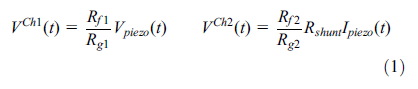 V^{Ch1}(t) = \frac{R_{f1}}{R_{g1}} V_{piezo}(t)    V^{Ch2}(t) = \frac{R_{f2}}{R_{g2}} R_{shunt} I_{piezo}(t)
(1)